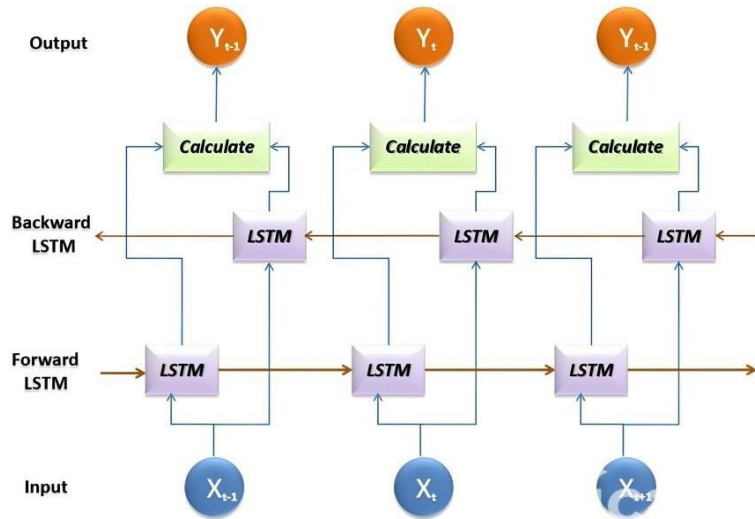 Output
Y t-1
Y t
Y t-1
Calculate
Calculate
Calculate
Backward
LSTM
LSTM
LSTM
LSTM
Forward
LSTM
LSTM
LSTM
LSTM
Input
X t-1
X t
X t+1